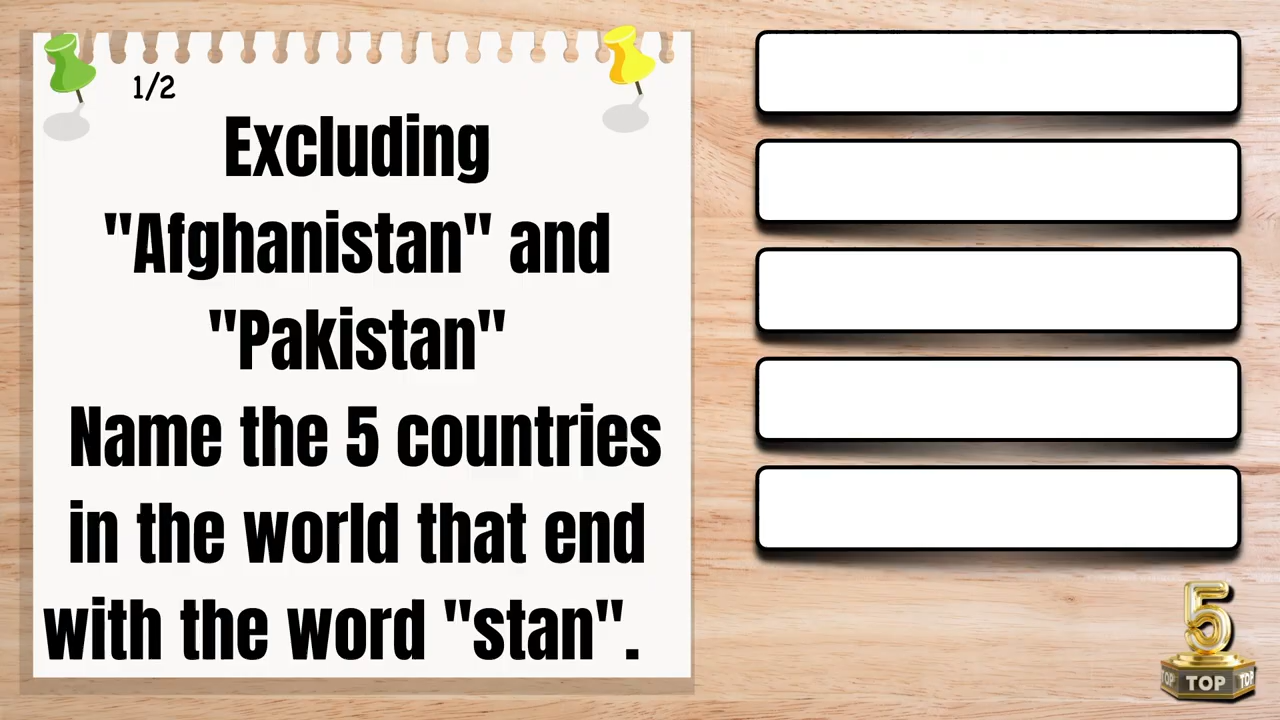 1/2
Excluding
"Afghanistan" and
"Pakistan"
Name the 5 countries
in the world that end
with the word "stan".
5
TOP TOP TOP